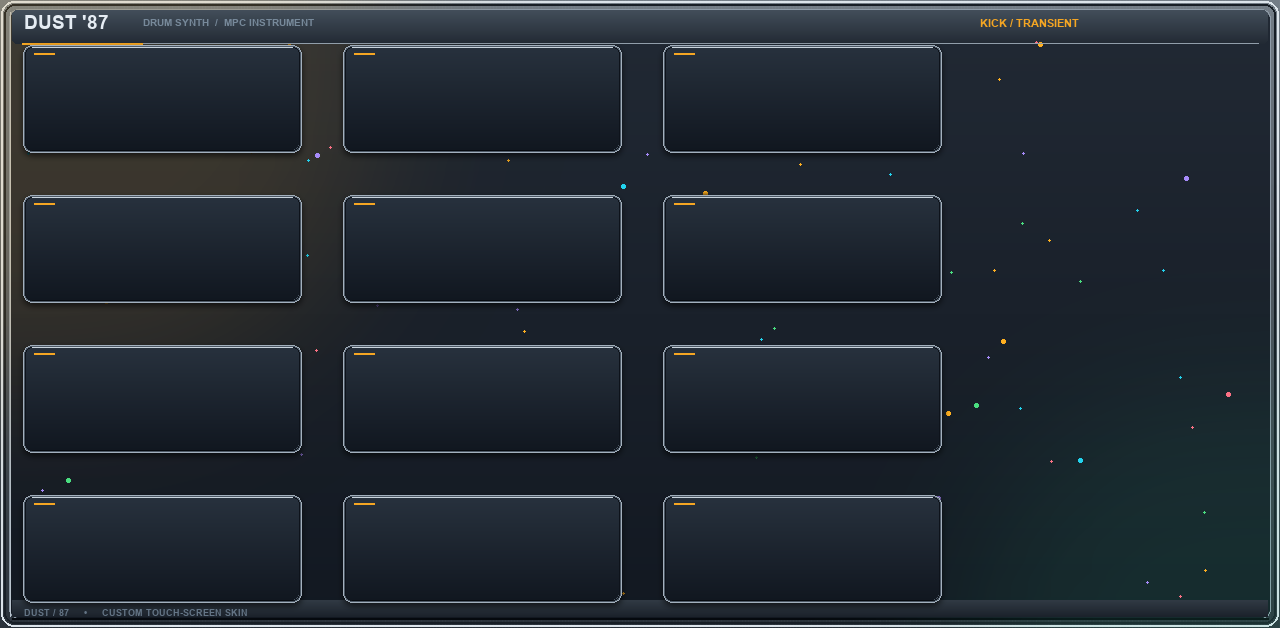 DUST '87
DRUM SYNTH / MPC INSTRUMENT
KICK / TRANSIENT
DUST / 87 • CUSTOM TOUCH-SCREEN SKIN